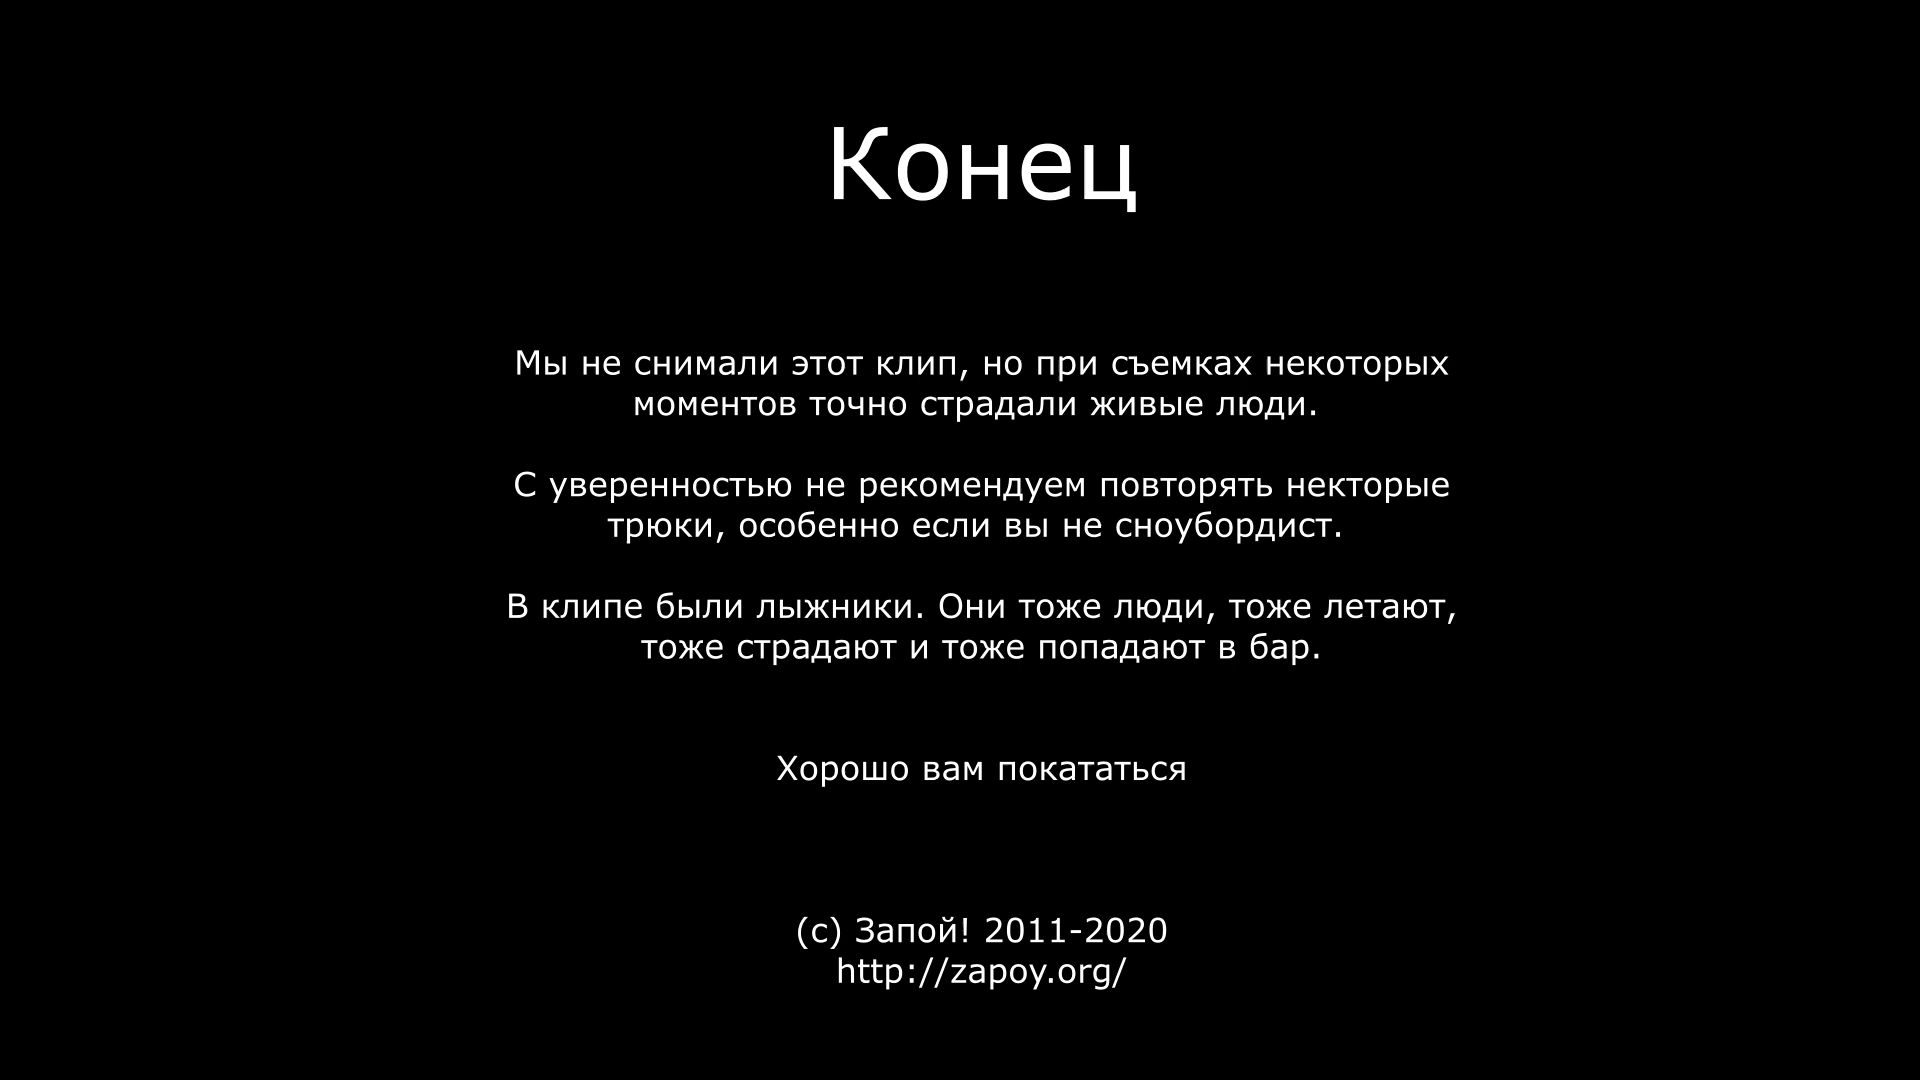 Конец
Мы не снимали этот клип, но при съемках некоторых
моментов точно страдали живые люди.
С уверенностью не рекомендуем повторять некторые
трюки, особенно если вы не сноубордист.
В клипе были лыжники. Они тоже люди, тоже летают,
тоже страдают и тоже попадают в бар.
Хорошо вам покататься
(с) Запой! 2011-2020
http://zapoy.org/